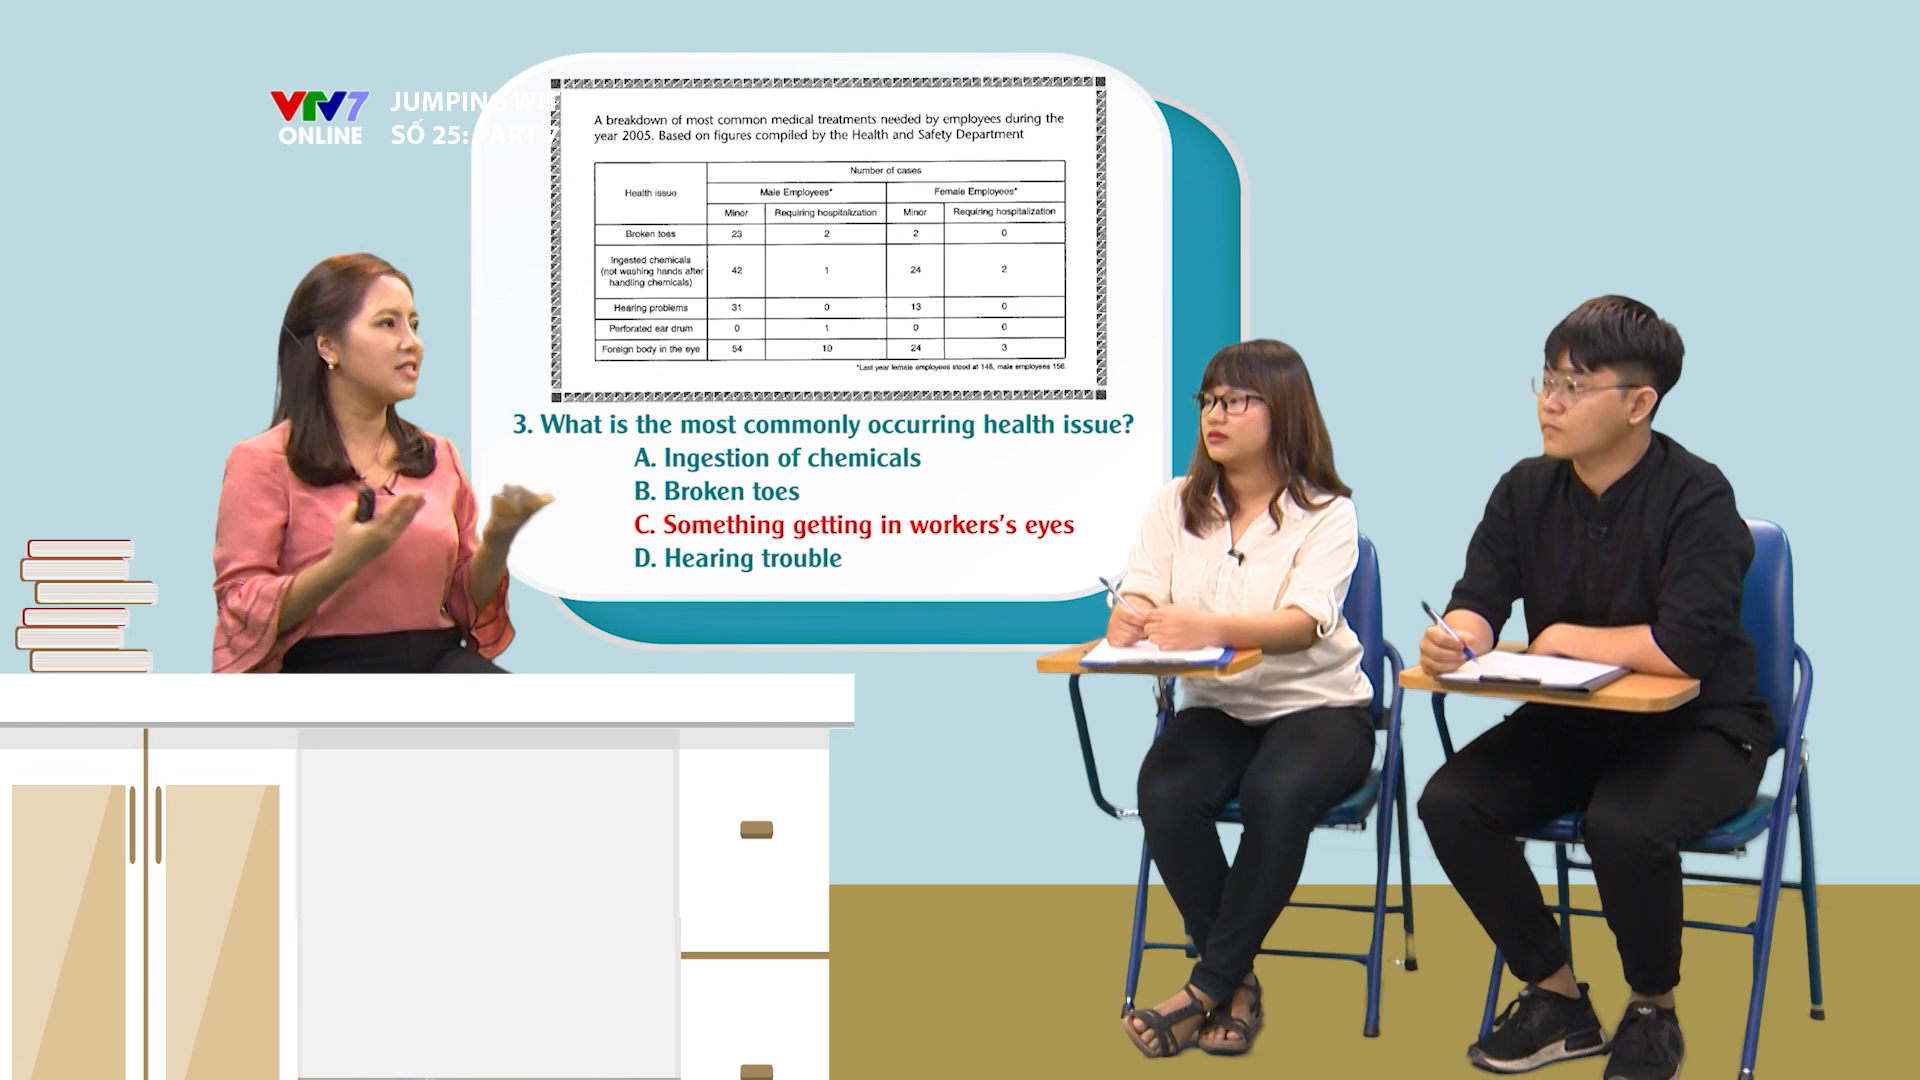 VTV7
ONLINE
JUMPING WIT
SỐ 25: PART 7
A breakdown of most common medical treatments needed by employees during the
year 2005. Based on figures compiled by the Health and Safety Department
Health issue
Number of cases
Male Employees* Female Employees*
Minor Requiring hospitalization Minor Requiring hospitalization
Broken toes 23 2 2 0
Ingested chemicals
(not washing hands after
handling chemicals)
42 1 24 2
Hearing problems 31 0 13 0
Perforated ear drum 0 1 0 0
Foreign body in the eye 54 10 24 3
*Last year female employees stood at 145, male employees 156.
3. What is the most commonly occurring health issue?
A. Ingestion of chemicals
B. Broken toes
C. Something getting in workers's eyes
D. Hearing trouble